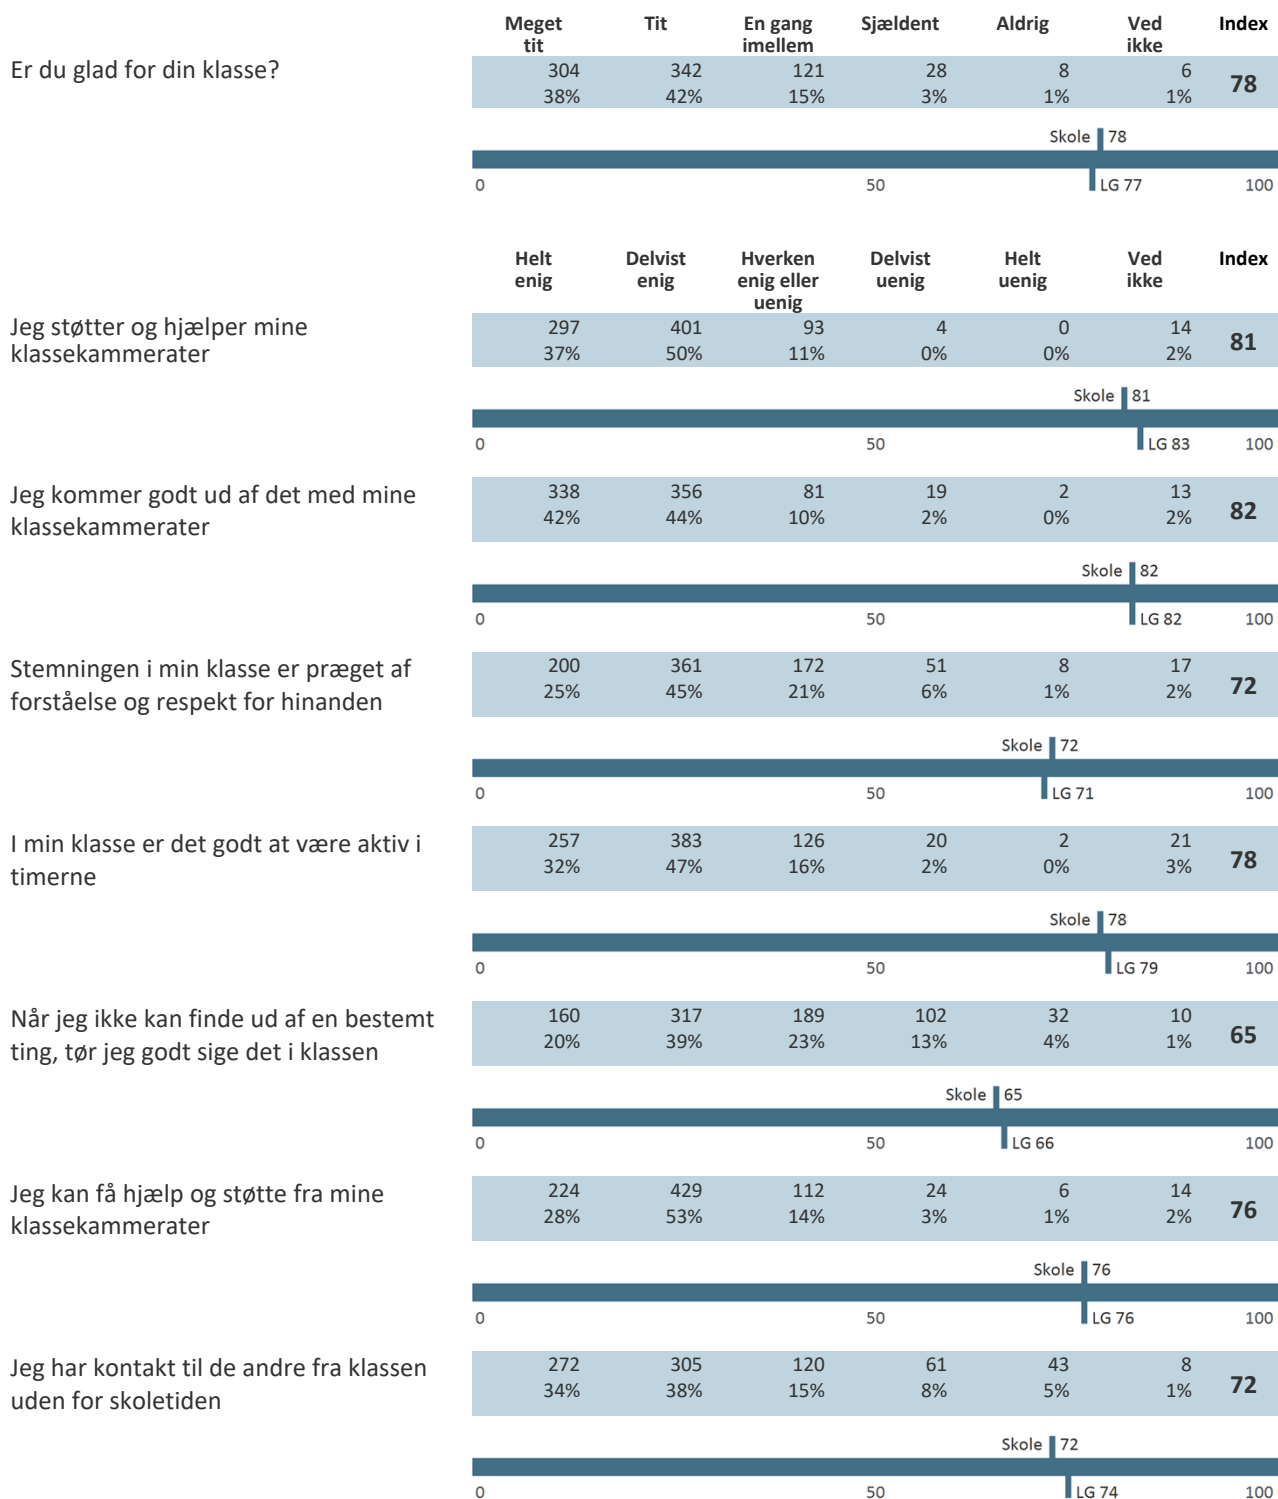 Meget tit Tit En gang imellem Sjældent Aldrig Ved ikke Index
Er du glad for din klasse?
304 342 121 28 8 6 78
38% 42% 15% 3% 1% 1%
Skole 78
0 50 LG 77 100
Helt enig Delvist enig Hverken enig eller uenig Delvist uenig Helt uenig Ved ikke Index
Jeg støtter og hjælper mine
klassekammerater
297 401 93 4 0 14 81
37% 50% 11% 0% 0% 2%
Skole 81
0 50 LG 83 100
Jeg kommer godt ud af det med mine
klassekammerater
338 356 81 19 2 13 82
42% 44% 10% 2% 0% 2%
Skole 82
0 50 LG 82 100
Stemningen i min klasse er præget af
forståelse og respekt for hinanden
200 361 172 51 8 17 72
25% 45% 21% 6% 1% 2%
Skole 72
0 50 LG 71 100
I min klasse er det godt at være aktiv i
timerne
257 383 126 20 2 21 78
32% 47% 16% 2% 0% 3%
Skole 78
0 50 LG 79 100
Når jeg ikke kan finde ud af en bestemt
ting, tør jeg godt sige det i klassen
160 317 189 102 32 10 65
20% 39% 23% 13% 4% 1%
Skole 65
0 50 LG 66 100
Jeg kan få hjælp og støtte fra mine
klassekammerater
224 429 112 24 6 14 76
28% 53% 14% 3% 1% 2%
Skole 76
0 50 LG 76 100
Jeg har kontakt til de andre fra klassen
uden for skoletiden
272 305 120 61 43 8 72
34% 38% 15% 8% 5% 1%
Skole 72
0 50 LG 74 100